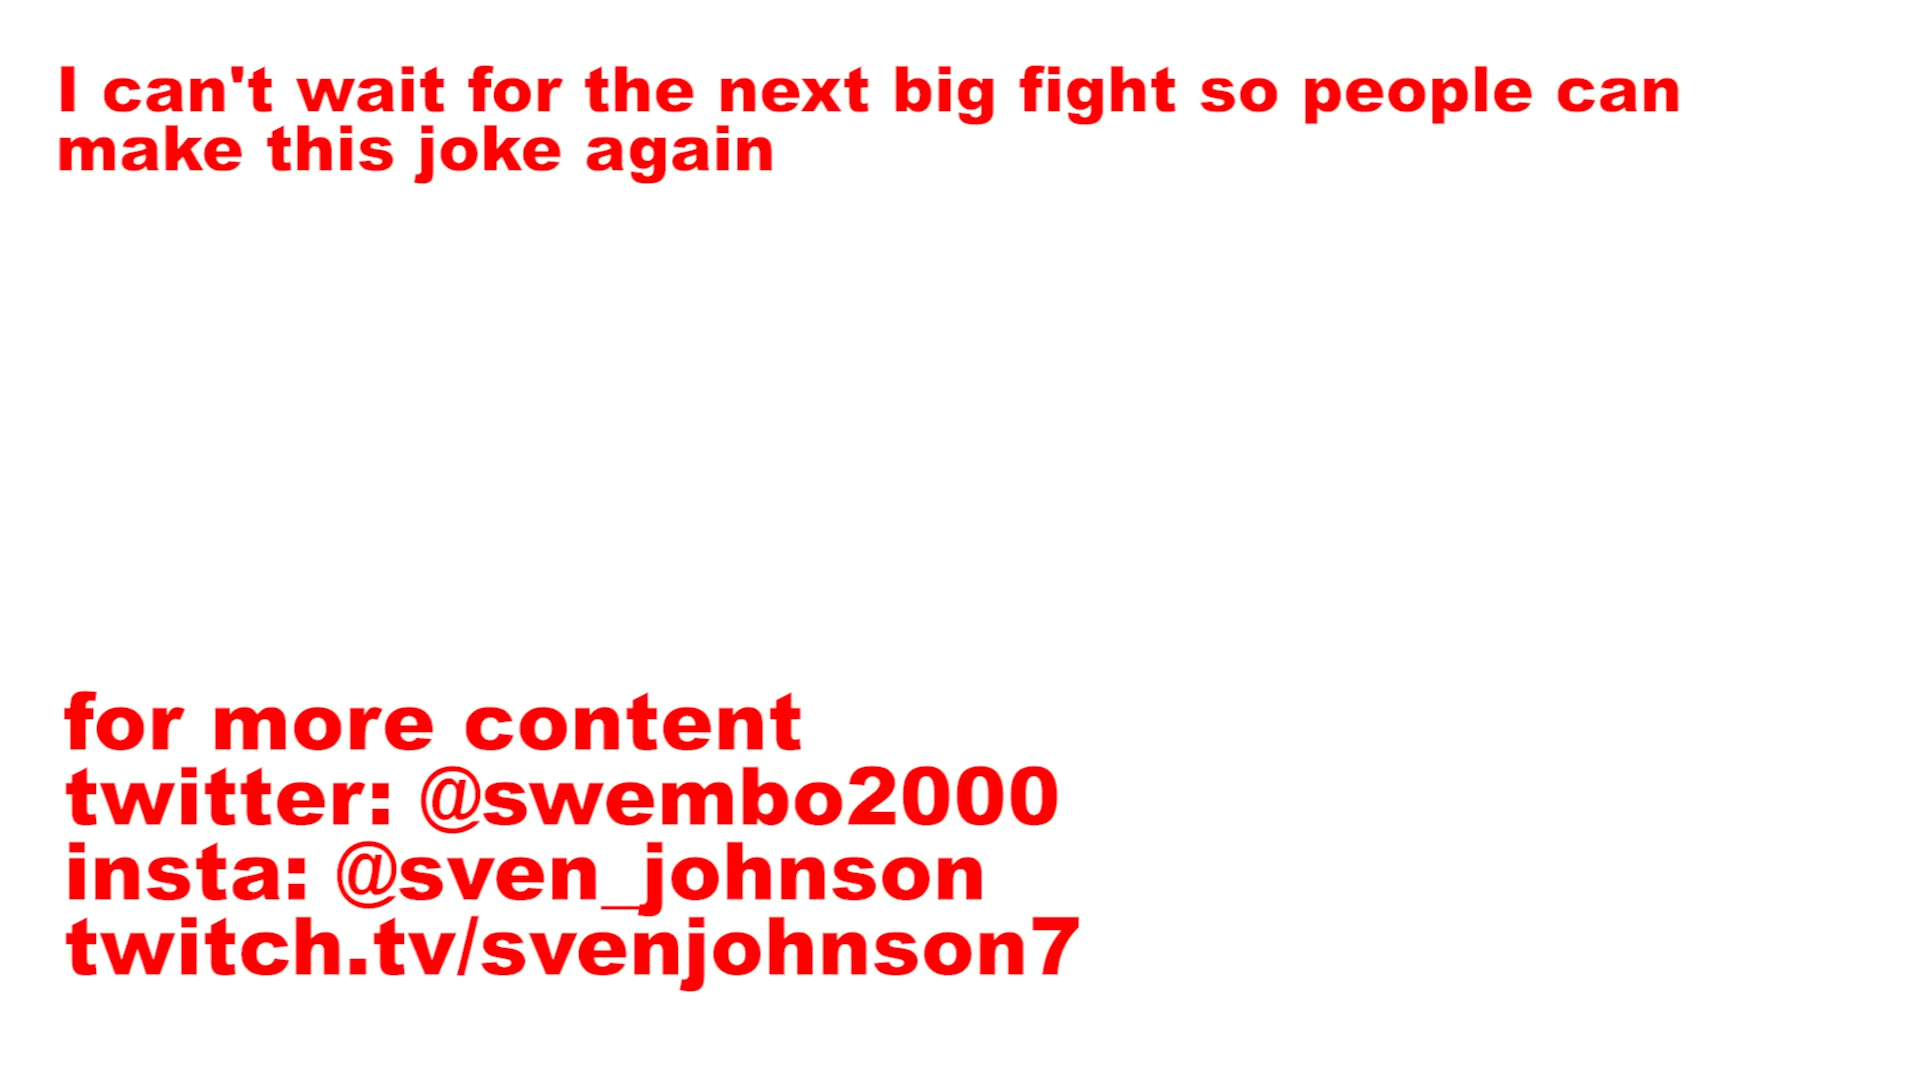 I can't wait for the next big fight so people can
make this joke again
for more content
twitter: @swembo2000
insta: @sven_johnson
twitch.tv/svenjohnson7